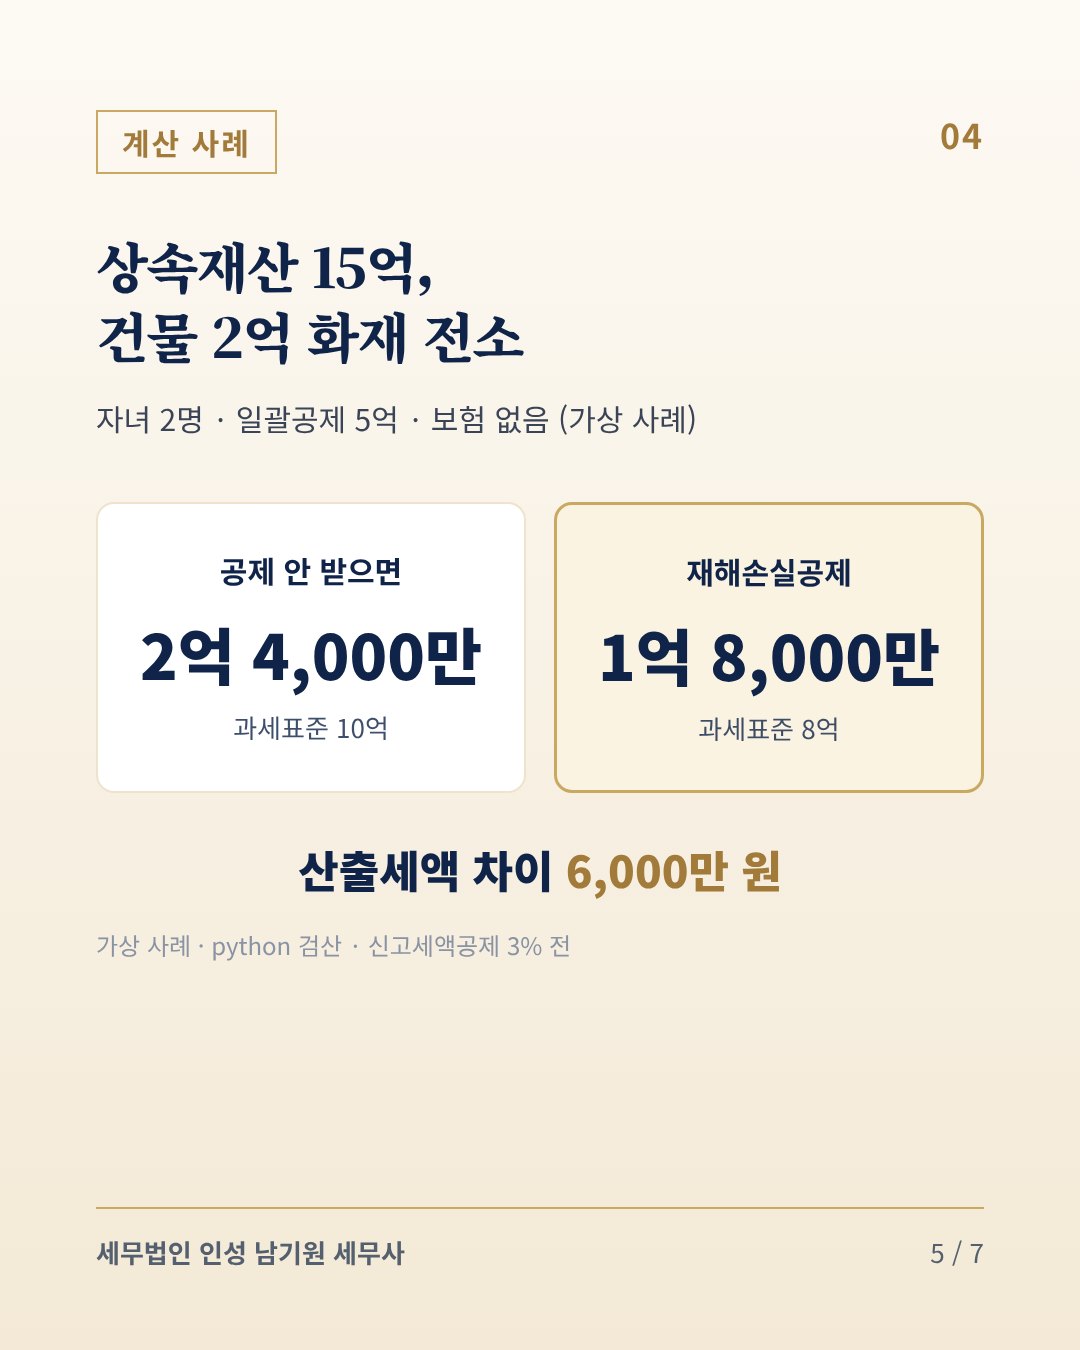 계산 사례
04
상속재산 15억,
건물 2억 화재 전소
자녀 2명 · 일괄공제 5억 · 보험 없음 (가상 사례)
공제 안 받으면
2억 4,000만
과세표준 10억
재해손실공제
1억 8,000만
과세표준 8억
산출세액 차이 6,000만 원
가상 사례 · python 검산 · 신고세액공제 3% 전
세무법인 인성 남기원 세무사
5 / 7